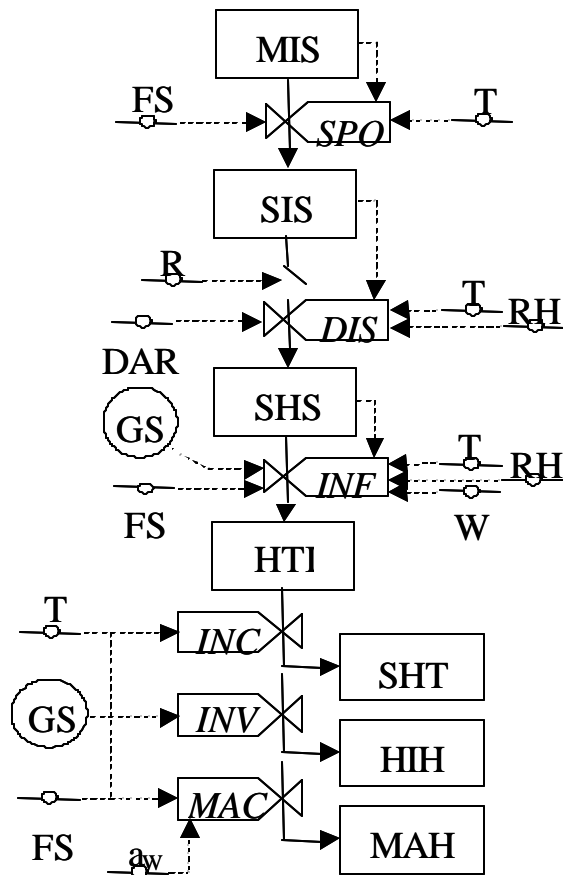 MIS
FS
T
SPO
SIS
R
T
RH
DIS
DAR
SHS
GS
T
RH
INF
FS
W
HTI
T
INC
SHT
GS
INV
HIH
MAC
FS
aw
MAH